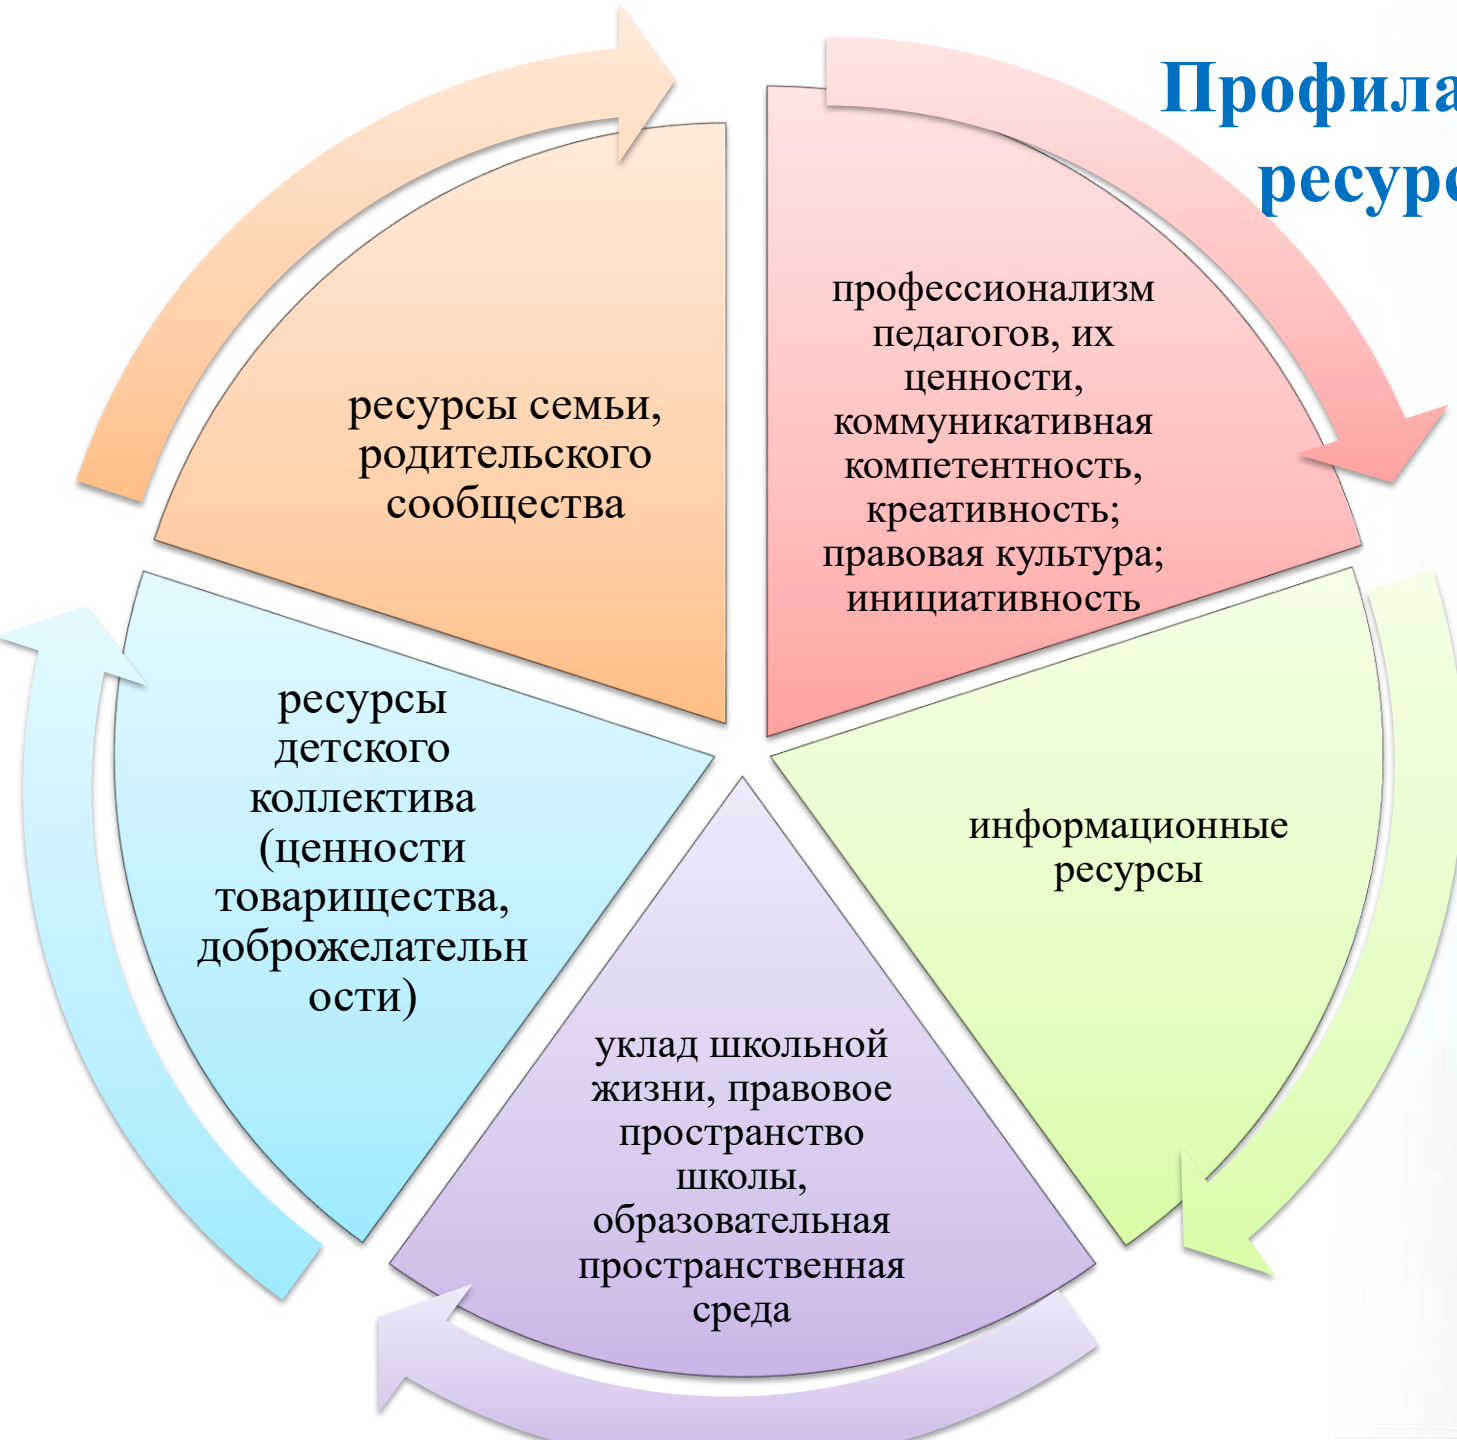 Профила
ресурс
профессионализм
педагогов, их
ценности,
коммуникативная
компетентность,
креативность;
правовая культура;
инициативность
информационные
ресурсы
уклад школьной
жизни, правовое
пространство
школы,
образовательная
пространственная
среда
ресурсы
детского
коллектива
(ценности
товарищества,
доброжелательн
ости)
ресурсы семьи,
родительского
сообщества